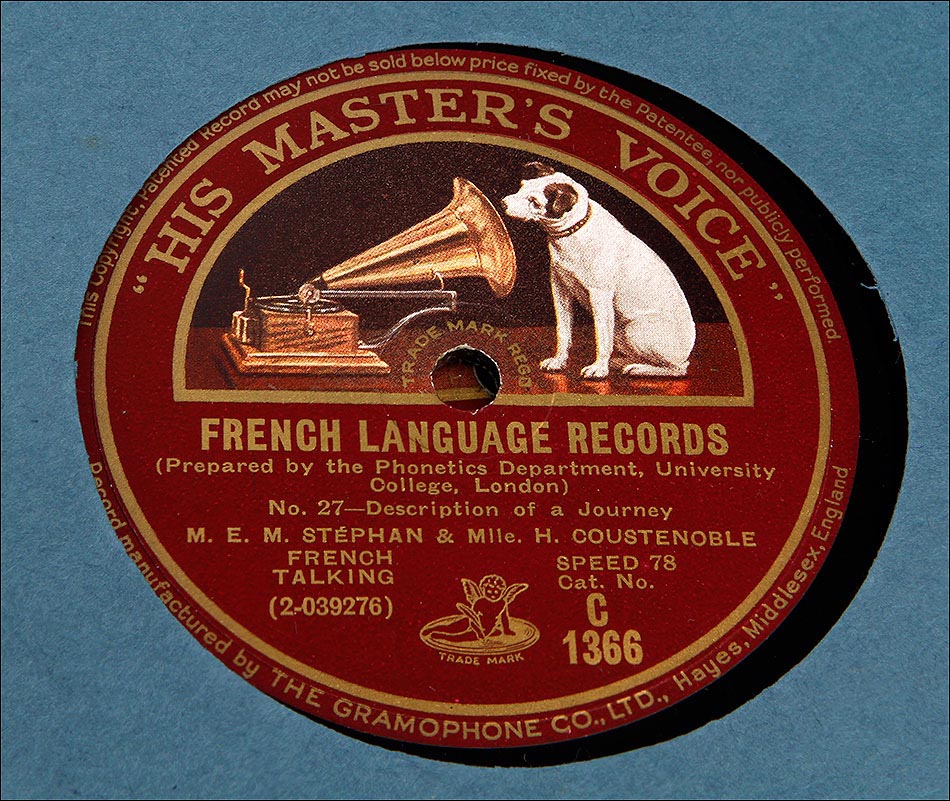 This Copyright, Patented Record may not be sold below price fixed by the Patentee, nor publicly performed.
"HIS MASTER'S VOICE"
TRADE MARK REGD
FRENCH LANGUAGE RECORDS
(Prepared by the Phonetics Department, University
College, London)
No. 27—Description of a Journey
M. E. M. STÉPHAN & Mlle. H. COUSTENOBLE
FRENCH
TALKING
(2-039276)
SPEED 78
Cat. No.
C
1366
TRADE MARK
Record manufactured by THE GRAMOPHONE CO., LTD., Hayes, Middlesex, England